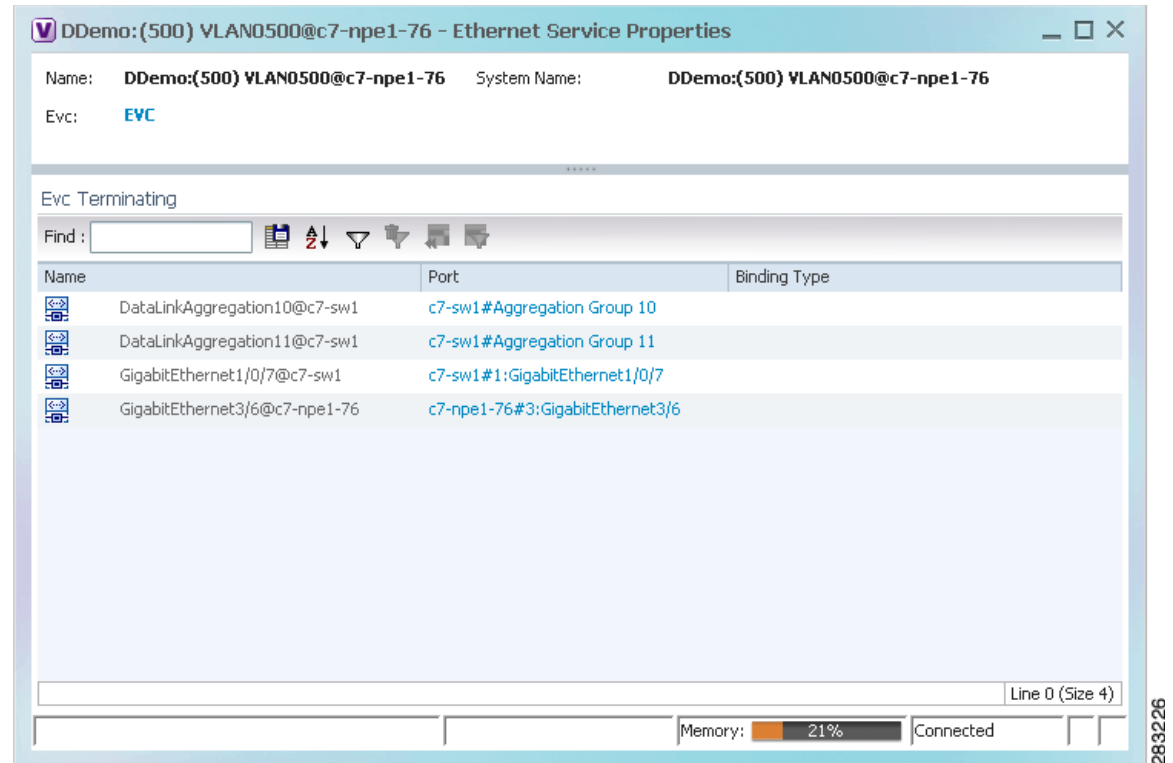 V DDemo:(500) VLAN0500@c7-npe1-76 - Ethernet Service Properties
Name: DDemo:(500) VLAN0500@c7-npe1-76 System Name: DDemo:(500) VLAN0500@c7-npe1-76
Evc: EVC
Evc Terminating
Find :
Name Port Binding Type
DataLinkAggregation10@c7-sw1 c7-sw1#Aggregation Group 10
DataLinkAggregation11@c7-sw1 c7-sw1#Aggregation Group 11
GigabitEthernet1/0/7@c7-sw1 c7-sw1#1:GigabitEthernet1/0/7
GigabitEthernet3/6@c7-npe1-76 c7-npe1-76#3:GigabitEthernet3/6
Line 0 (Size 4)
Memory: 21% Connected
283226